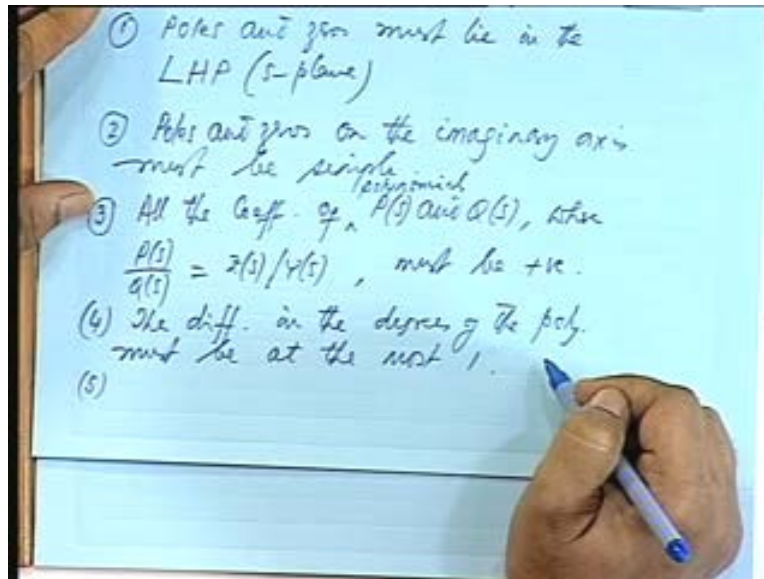 ① Poles and zeros must lie in the
LHP (s-plane)
② Poles and zeros on the imaginary axis
must be simple
polynomial
③ All the Coeff. of ^ P(s) and Q(s), where
P(s)/Q(s) = Z(s)/Y(s), must be +ve.
(4) The diff. in the degrees of the poly.
must be at the most 1.
(5)